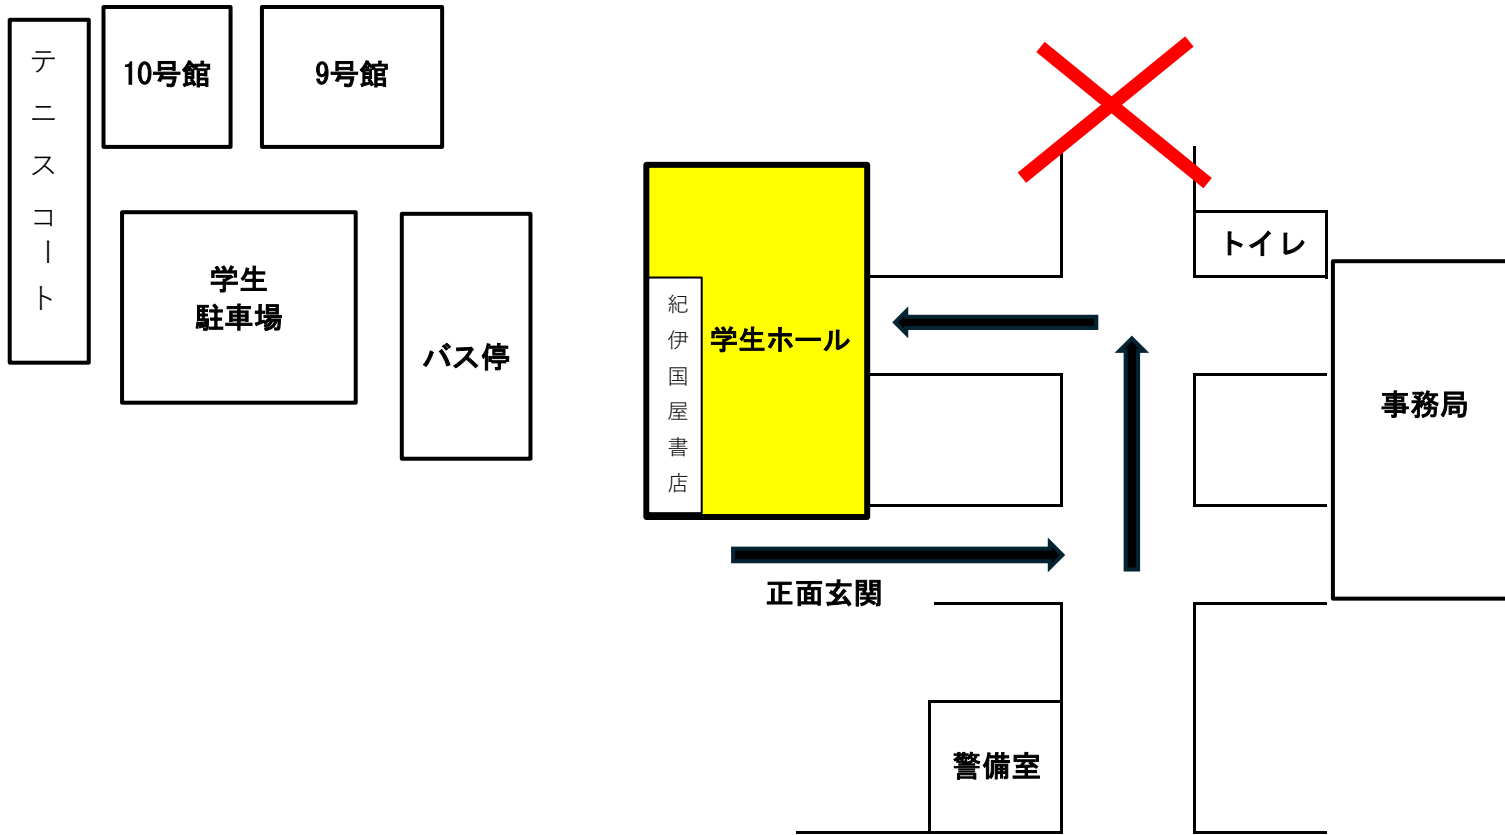 テニスコート
10号館
9号館
学生
駐車場
バス停
紀伊国屋書店
学生ホール
トイレ
事務局
正面玄関
警備室